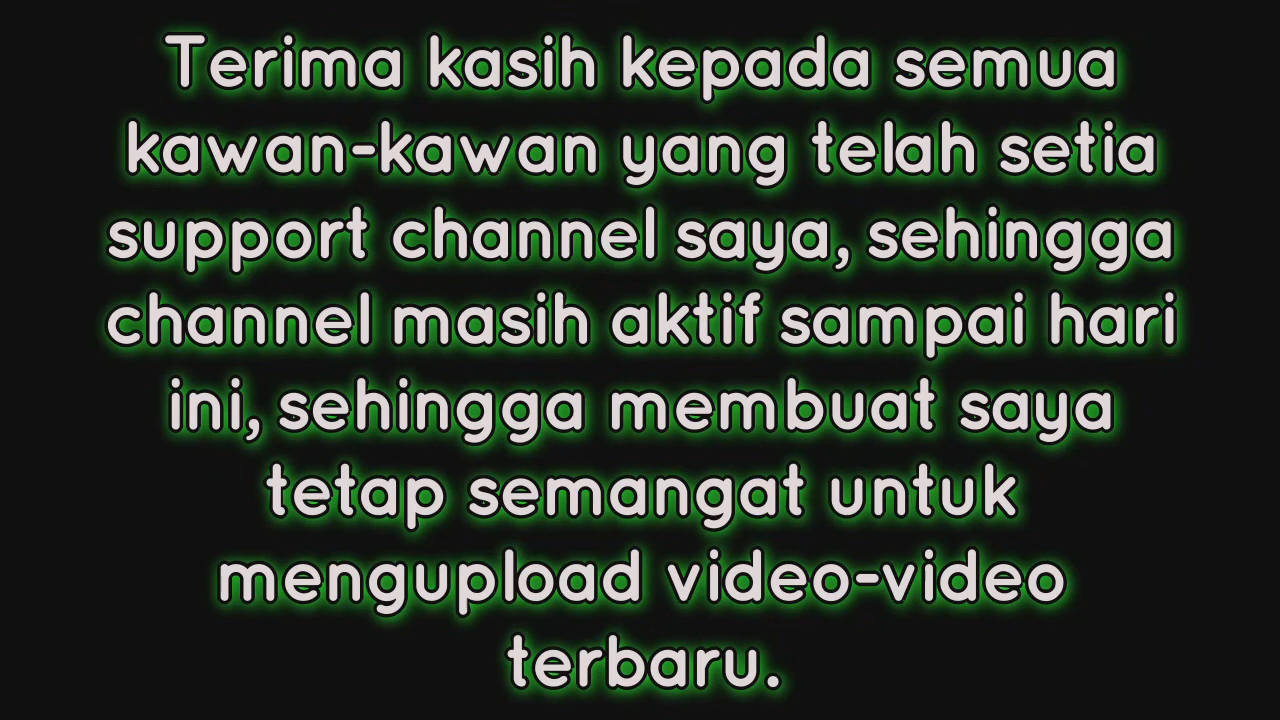 Terima kasih kepada semua
kawan-kawan yang telah setia
support channel saya, sehingga
channel masih aktif sampai hari
ini, sehingga membuat saya
tetap semangat untuk
mengupload video-video
terbaru.